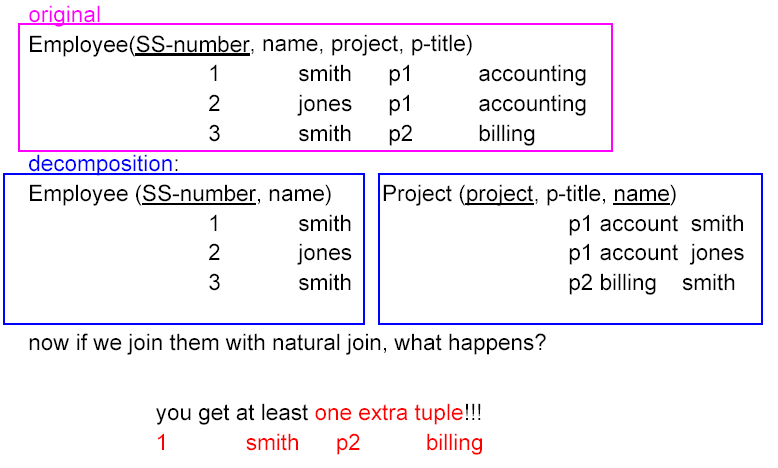 original
Employee(SS-number, name, project, p-title)
1 smith p1 accounting
2 jones p1 accounting
3 smith p2 billing
decomposition:
Employee (SS-number, name)
1 smith
2 jones
3 smith
Project (project, p-title, name)
p1 account smith
p1 account jones
p2 billing smith
now if we join them with natural join, what happens?
you get at least one extra tuple!!!
1 smith p2 billing